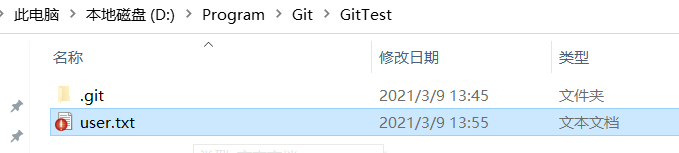 此电脑 > 本地磁盘 (D:) > Program > Git > GitTest
名称 修改日期 类型
.git 2021/3/9 13:45 文件夹
user.txt 2021/3/9 13:55 文本文档